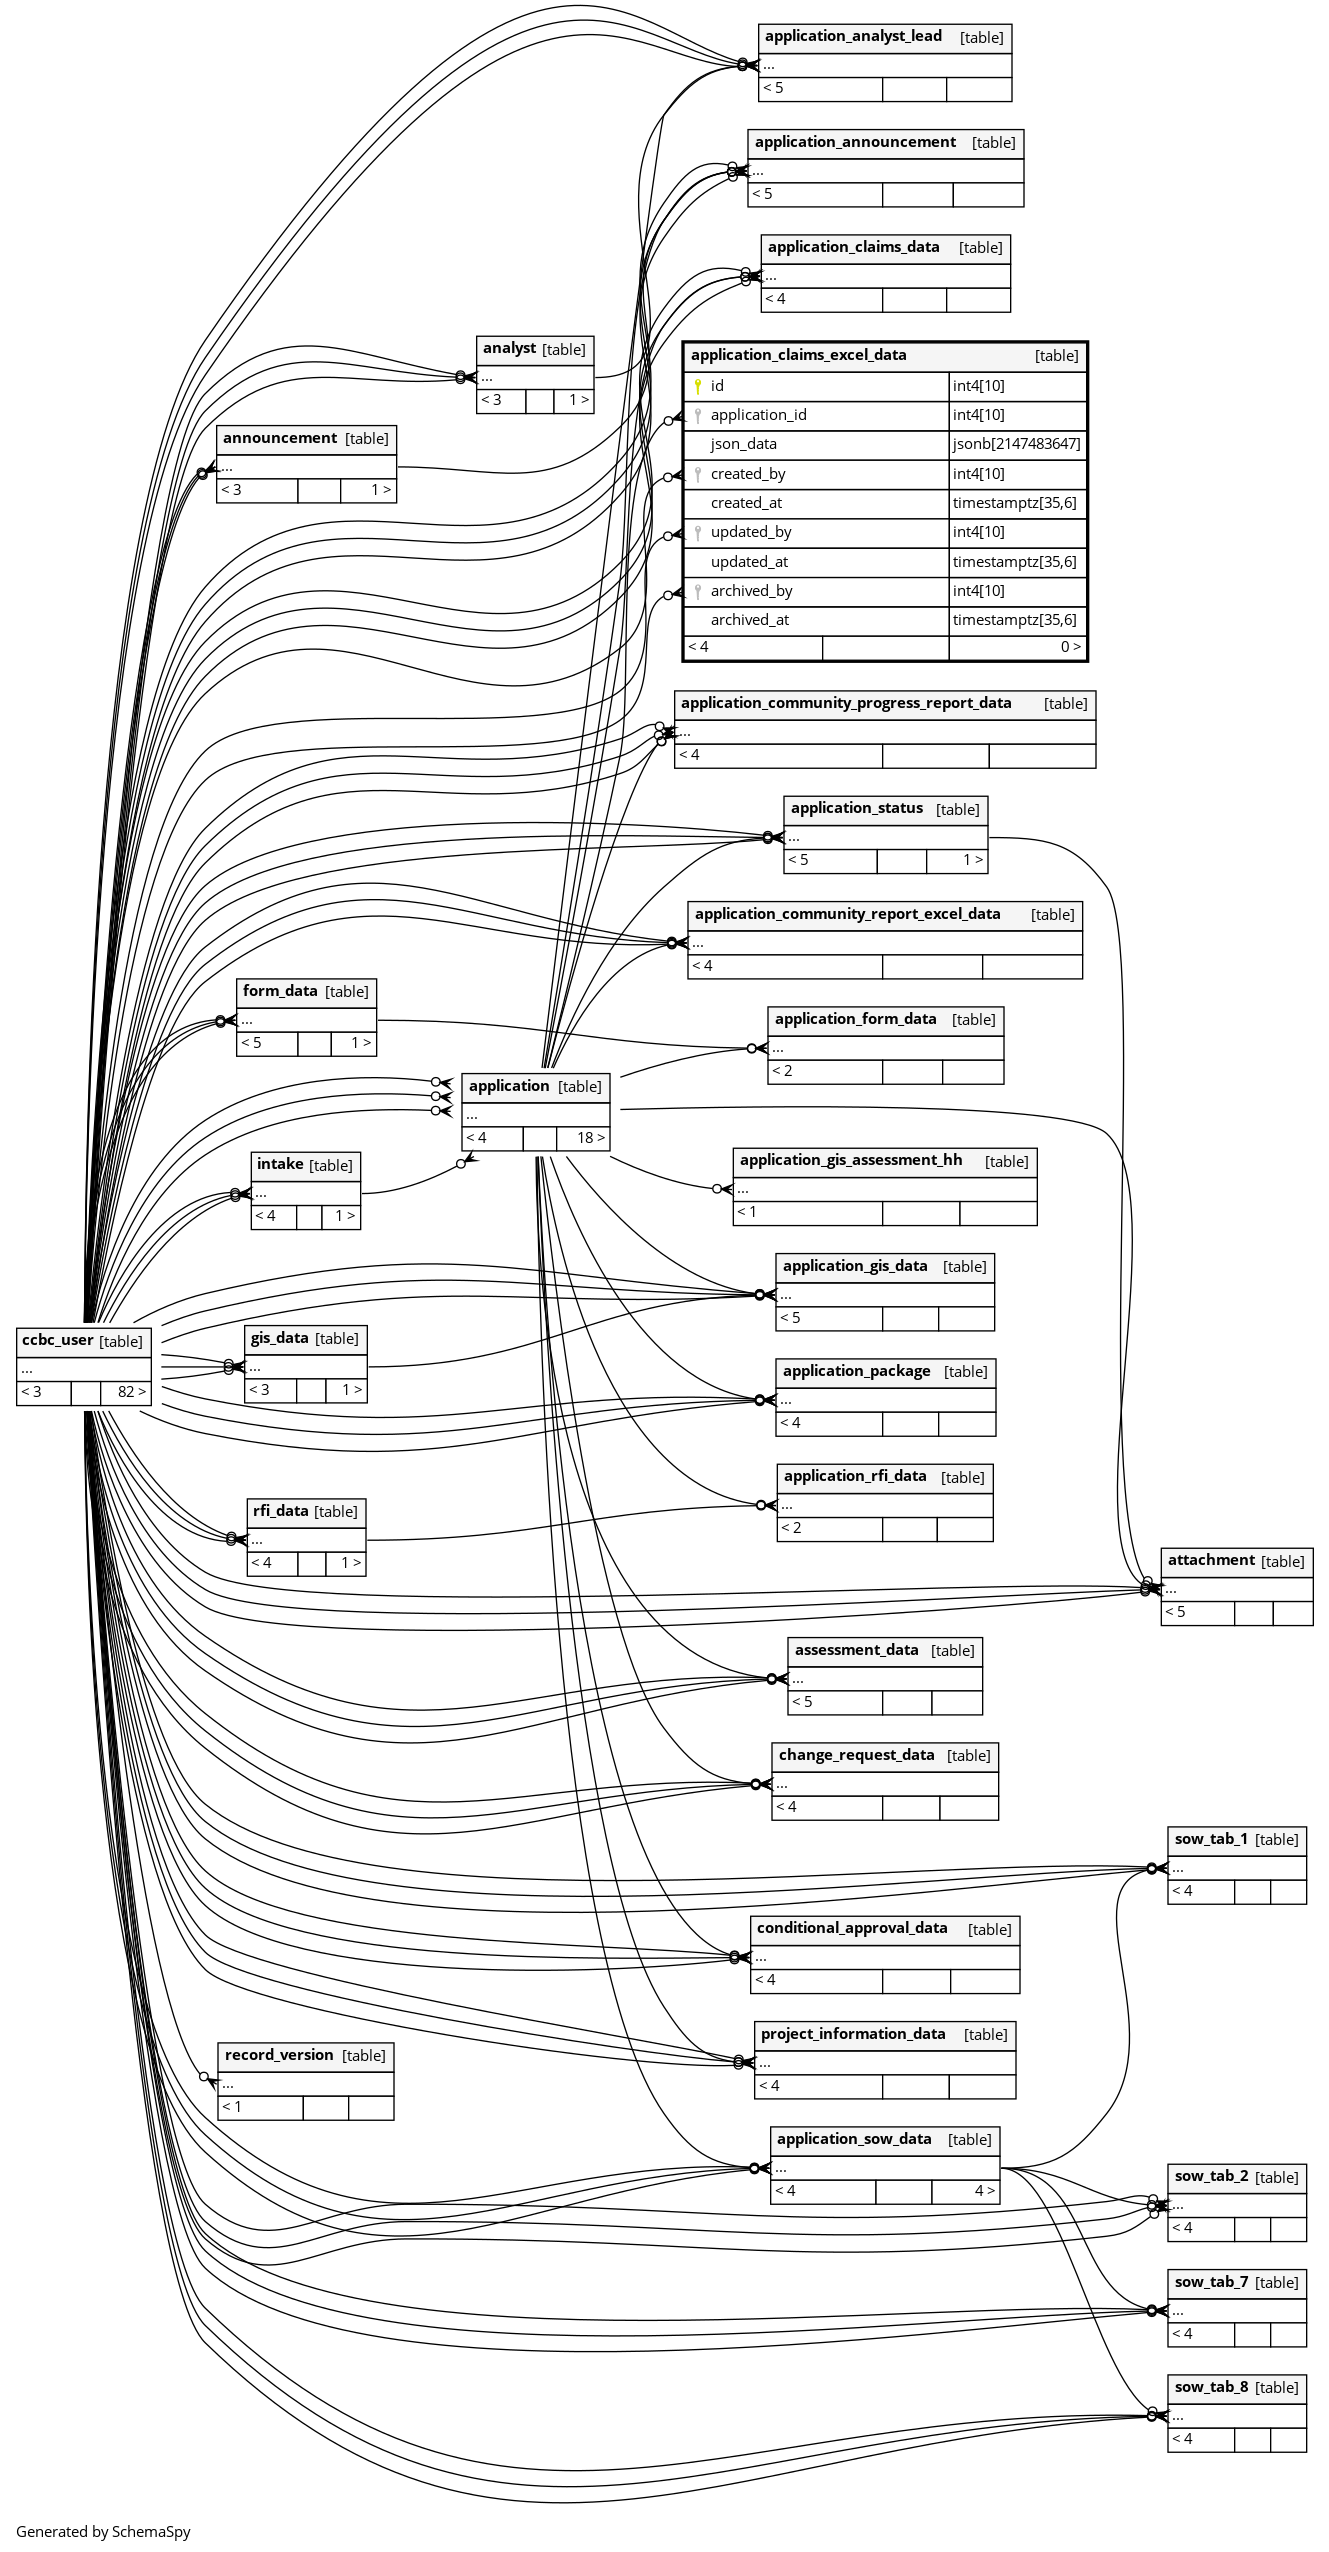 application_analyst_lead [table]
...
< 5
application_announcement [table]
...
< 5
application_claims_data [table]
...
< 4
analyst [table]
...
< 3 1 >
application_claims_excel_data [table]
id int4[10]
application_id int4[10]
json_data jsonb[2147483647]
created_by int4[10]
created_at timestamptz[35,6]
updated_by int4[10]
updated_at timestamptz[35,6]
archived_by int4[10]
archived_at timestamptz[35,6]
< 4 0 >
announcement [table]
...
< 3 1 >
application_community_progress_report_data [table]
...
< 4
application_status [table]
...
< 5 1 >
application_community_report_excel_data [table]
...
< 4
form_data [table]
...
< 5 1 >
application_form_data [table]
...
< 2
application [table]
...
< 4 18 >
intake [table]
...
< 4 1 >
application_gis_assessment_hh [table]
...
< 1
application_gis_data [table]
...
< 5
ccbc_user [table]
...
< 3 82 >
gis_data [table]
...
< 3 1 >
application_package [table]
...
< 4
application_rfi_data [table]
...
< 2
rfi_data [table]
...
< 4 1 >
attachment [table]
...
< 5
assessment_data [table]
...
< 5
change_request_data [table]
...
< 4
sow_tab_1 [table]
...
< 4
conditional_approval_data [table]
...
< 4
project_information_data [table]
...
< 4
record_version [table]
...
< 1
application_sow_data [table]
...
< 4 4 >
sow_tab_2 [table]
...
< 4
sow_tab_7 [table]
...
< 4
sow_tab_8 [table]
...
< 4
Generated by SchemaSpy